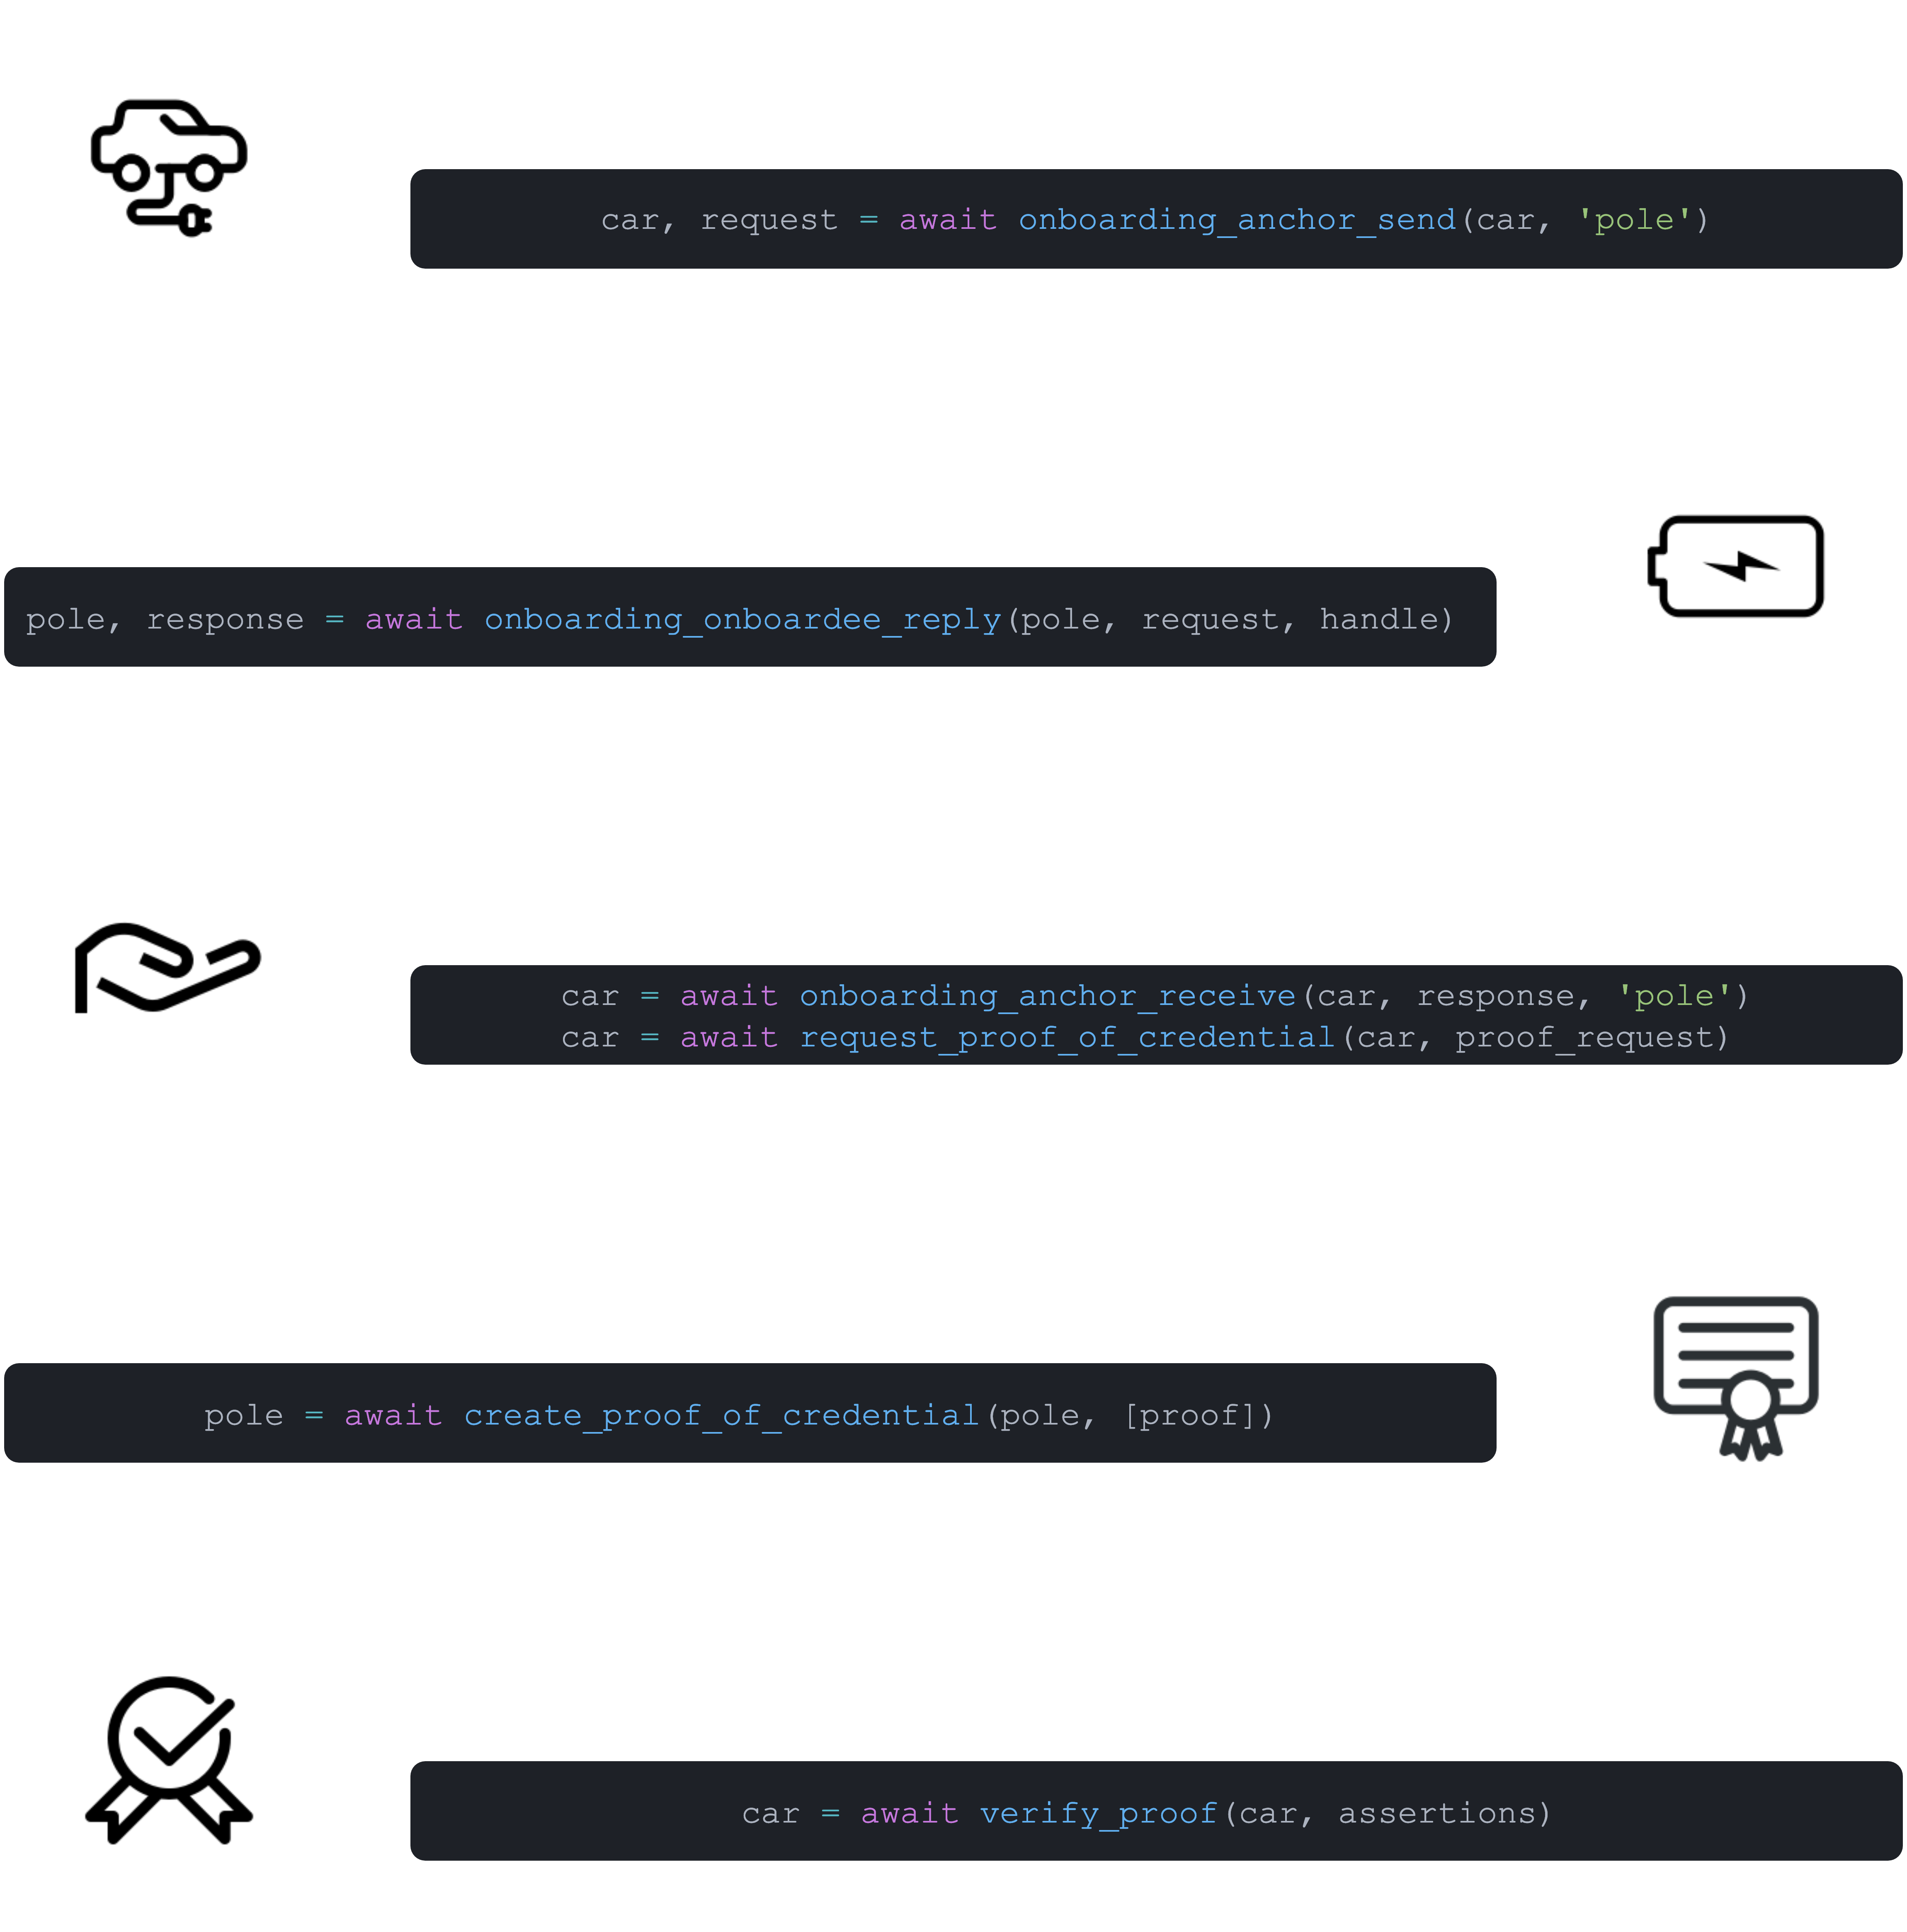 car, request = await onboarding_anchor_send(car, 'pole')
pole, response = await onboarding_onboardee_reply(pole, request, handle)
car = await onboarding_anchor_receive(car, response, 'pole')
car = await request_proof_of_credential(car, proof_request)
pole = await create_proof_of_credential(pole, [proof])
car = await verify_proof(car, assertions)